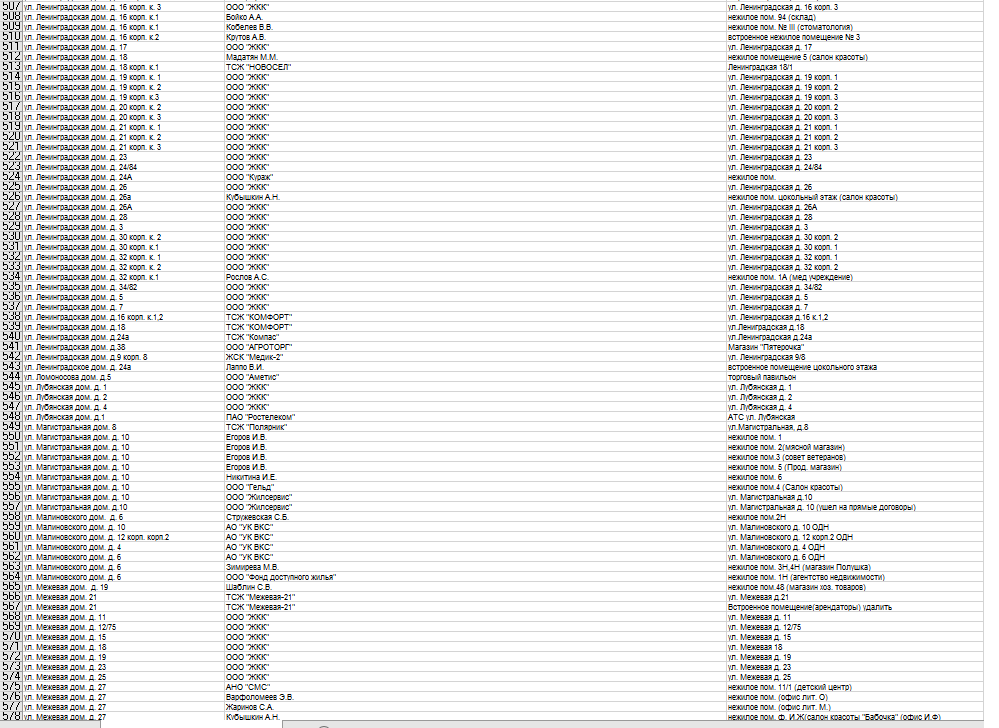 507 ул. Ленинградская дом. д. 16 корп. к. 3 ООО "ЖКК" ул. Ленинградская д. 16 корп. 3
508 ул. Ленинградская дом. д. 16 корп. к.1 Бойко А.А. нежилое пом. 94 (склад)
509 ул. Ленинградская дом. д. 16 корп. к.1 Кобелев В.В. нежилое пом. № III (стоматология)
510 ул. Ленинградская дом. д. 16 корп. к.2 Крутов А.В. встроенное нежилое помещение № 3
511 ул. Ленинградская дом. д. 17 ООО "ЖКК" ул. Ленинградская д. 17
512 ул. Ленинградская дом. д. 18 Мадатян М.М. нежилое помещение 5 (салон красоты)
513 ул. Ленинградская дом. д. 18 корп. к.1 ТСЖ "НОВОСЕЛ" Ленинградкая 18/1
514 ул. Ленинградская дом. д. 19 корп. к. 1 ООО "ЖКК" ул. Ленинградская д. 19 корп. 1
515 ул. Ленинградская дом. д. 19 корп. к. 2 ООО "ЖКК" ул. Ленинградская д. 19 корп. 2
516 ул. Ленинградская дом. д. 19 корп. к.3 ООО "ЖКК" ул. Ленинградская д. 19 корп. 3
517 ул. Ленинградская дом. д. 20 корп. к. 2 ООО "ЖКК" ул. Ленинградская д. 20 корп. 2
518 ул. Ленинградская дом. д. 20 корп. к. 3 ООО "ЖКК" ул. Ленинградская д. 20 корп. 3
519 ул. Ленинградская дом. д. 21 корп. к. 1 ООО "ЖКК" ул. Ленинградская д. 21 корп. 1
520 ул. Ленинградская дом. д. 21 корп. к. 2 ООО "ЖКК" ул. Ленинградская д. 21 корп. 2
521 ул. Ленинградская дом. д. 21 корп. к. 3 ООО "ЖКК" ул. Ленинградская д. 21 корп. 3
522 ул. Ленинградская дом. д. 23 ООО "ЖКК" ул. Ленинградская д. 23
523 ул. Ленинградская дом. д. 24/84 ООО "ЖКК" ул. Ленинградская д. 24/84
524 ул. Ленинградская дом. д. 24А ООО "Кураж" нежилое пом.
525 ул. Ленинградская дом. д. 26 ООО "ЖКК" ул. Ленинградская д. 26
526 ул. Ленинградская дом. д. 26а Кубышкин А.Н. нежилое пом. цокольный этаж (салон красоты)
527 ул. Ленинградская дом. д. 26А ООО "ЖКК" ул. Ленинградская д. 26А
528 ул. Ленинградская дом. д. 28 ООО "ЖКК" ул. Ленинградская д. 28
529 ул. Ленинградская дом. д. 3 ООО "ЖКК" ул. Ленинградская д. 3
530 ул. Ленинградская дом. д. 30 корп. к. 2 ООО "ЖКК" ул. Ленинградская д. 30 корп. 2
531 ул. Ленинградская дом. д. 30 корп. к.1 ООО "ЖКК" ул. Ленинградская д. 30 корп. 1
532 ул. Ленинградская дом. д. 32 корп. к. 1 ООО "ЖКК" ул. Ленинградская д. 32 корп. 1
533 ул. Ленинградская дом. д. 32 корп. к. 2 ООО "ЖКК" ул. Ленинградская д. 32 корп. 2
534 ул. Ленинградская дом. д. 32 корп. к.1 Рослов А.С. нежилое пом. 1А (мед учреждение)
535 ул. Ленинградская дом. д. 34/82 ООО "ЖКК" ул. Ленинградская д. 34/82
536 ул. Ленинградская дом. д. 5 ООО "ЖКК" ул. Ленинградская д. 5
537 ул. Ленинградская дом. д. 7 ООО "ЖКК" ул. Ленинградская д. 7
538 ул. Ленинградская дом. д.16 корп. к.1,2 ТСЖ "КОМФОРТ" ул. Ленинградская д.16 к.1,2
539 ул. Ленинградская дом. д.18 ТСЖ "КОМФОРТ" ул.Лениградская д.18
540 ул. Ленинградская дом. д.24а ТСЖ "Компас" ул.Ленинградская д.24а
541 ул. Ленинградская дом. д.38 ООО "АГРОТОРГ" Магазин "Пятерочка"
542 ул. Ленинградская дом. д.9 корп. 8 ЖСК "Медик-2" ул. Ленинградская 9/8
543 ул. Ленинградское дом. д. 24а Лаппо В.И. встроенное помещение цокольного этажа
544 ул. Ломоносова дом. д.5 ООО "Аметис" торговый павильон
545 ул. Лубянская дом. д. 1 ООО "ЖКК" ул. Лубянская д. 1
546 ул. Лубянская дом. д. 2 ООО "ЖКК" ул. Лубянская д. 2
547 ул. Лубянская дом. д. 4 ООО "ЖКК" ул. Лубянская д. 4
548 ул. Лубянская дом. д.1 ПАО "Ростелеком" АТС ул. Лубянская
549 ул. Магистральная дом. 8 ТСЖ "Полярник" ул.Магистральная, д.8
550 ул. Магистральная дом. д. 10 Егоров И.В. нежилое пом. 1
551 ул. Магистральная дом. д. 10 Егоров И.В. нежилое пом. 2(мясной магазин)
552 ул. Магистральная дом. д. 10 Егоров И.В. нежилое пом.3 (совет ветеранов)
553 ул. Магистральная дом. д. 10 Егоров И.В. нежилое пом. 5 (Прод. магазин)
554 ул. Магистральная дом. д. 10 Никитина И.Е. нежилое пом. 6
555 ул. Магистральная дом. д. 10 ООО "Гельд" нежилое пом.4 (Салон красоты)
556 ул. Магистральная дом. д.10 ООО "Жилсервис" ул. Магистральная д.10
557 ул. Магистральная дом. д.10 ООО "Жилсервис" ул. Магистральная д. 10 (ушел на прямые договоры)
558 ул. Малиновского дом. д. 6 Стружевская С.В. нежилое пом.2Н
559 ул. Малиновского дом. д. 10 АО "УК ВКС" ул. Малиновского д. 10 ОДН
560 ул. Малиновского дом. д. 12 корп. корп.2 АО "УК ВКС" ул. Малиновского д. 12 корп.2 ОДН
561 ул. Малиновского дом. д. 4 АО "УК ВКС" ул. Малиновского д. 4 ОДН
562 ул. Малиновского дом. д. 6 АО "УК ВКС" ул. Малиновского д. 6 ОДН
563 ул. Малиновского дом. д. 6 Зимирева М.В. нежилое пом. 3Н,4Н (магазин Полушка)
564 ул. Малиновского дом. д. 6 ООО "Фонд доступного жилья" нежилое пом. 1Н (агентство недвижимости)
565 ул. Межевая дом. д. 19 Шаблин С.В. нежилое пом.48 (магазин хоз. товаров)
566 ул. Межевая дом. 21 ТСЖ "Межевая-21" ул. Межевая д.21
567 ул. Межевая дом. 21 ТСЖ "Межевая-21" Встроенное помещение(арендаторы) удалить
568 ул. Межевая дом. д. 11 ООО "ЖКК" ул. Межевая д. 11
569 ул. Межевая дом. д. 12/75 ООО "ЖКК" ул. Межевая д. 12/75
570 ул. Межевая дом. д. 15 ООО "ЖКК" ул. Межевая д. 15
571 ул. Межевая дом. д. 18 ООО "ЖКК" ул. Межевая 18
572 ул. Межевая дом. д. 19 ООО "ЖКК" ул. Межевая д. 19
573 ул. Межевая дом. д. 23 ООО "ЖКК" ул. Межевая д. 23
574 ул. Межевая дом. д. 25 ООО "ЖКК" ул. Межевая д. 25
575 ул. Межевая дом. д. 27 АНО "СМС" нежилое пом. 11/1 (детский центр)
576 ул. Межевая дом. д. 27 Варфоломеев Э.В. нежилое пом. (офис лит. О)
577 ул. Межевая дом. д. 27 Жаринов С.А. нежилое пом. (офис лит. М.)
578 ул. Межевая дом. д. 27 Кубышкин А.Н. нежилое пом. ф. И.Ж(салон красоты "Бабочка" (офис И.Ф)